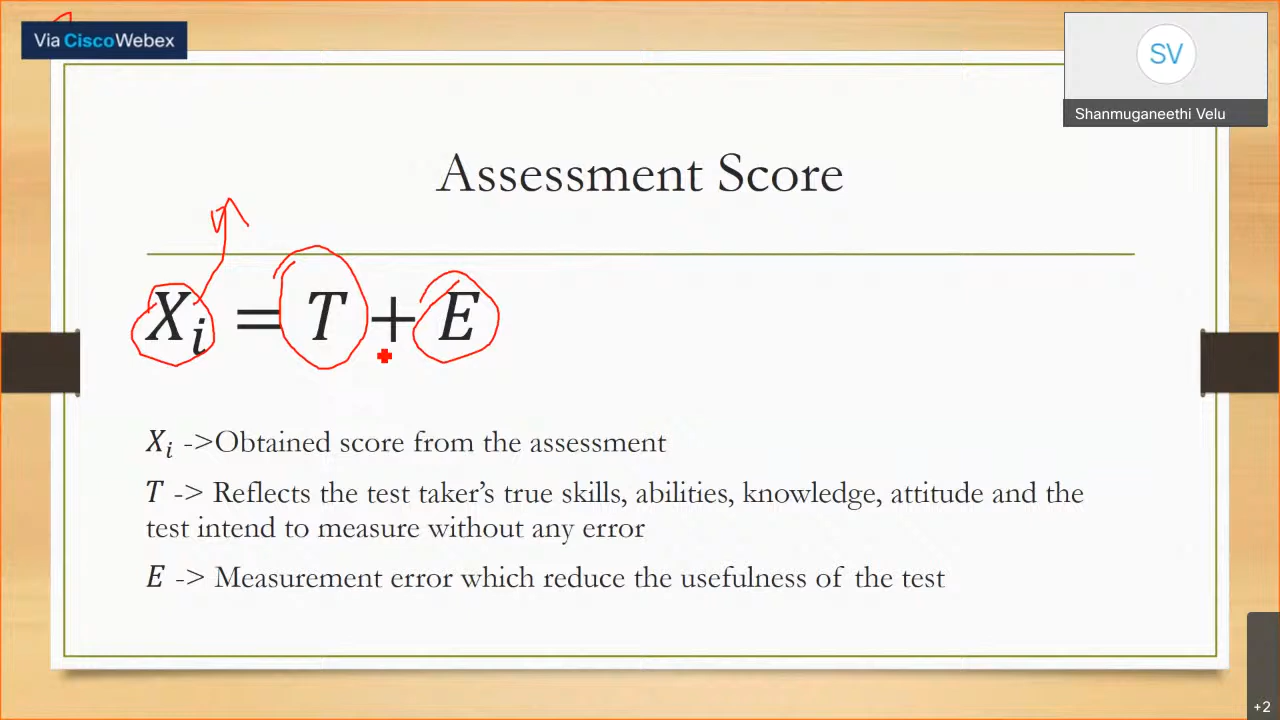 Via CiscoWebex
SV
Shanmuganeethi Velu
Assessment Score
Xᵢ = T + E
Xᵢ ->Obtained score from the assessment
T -> Reflects the test taker’s true skills, abilities, knowledge, attitude and the
test intend to measure without any error
E -> Measurement error which reduce the usefulness of the test
+2